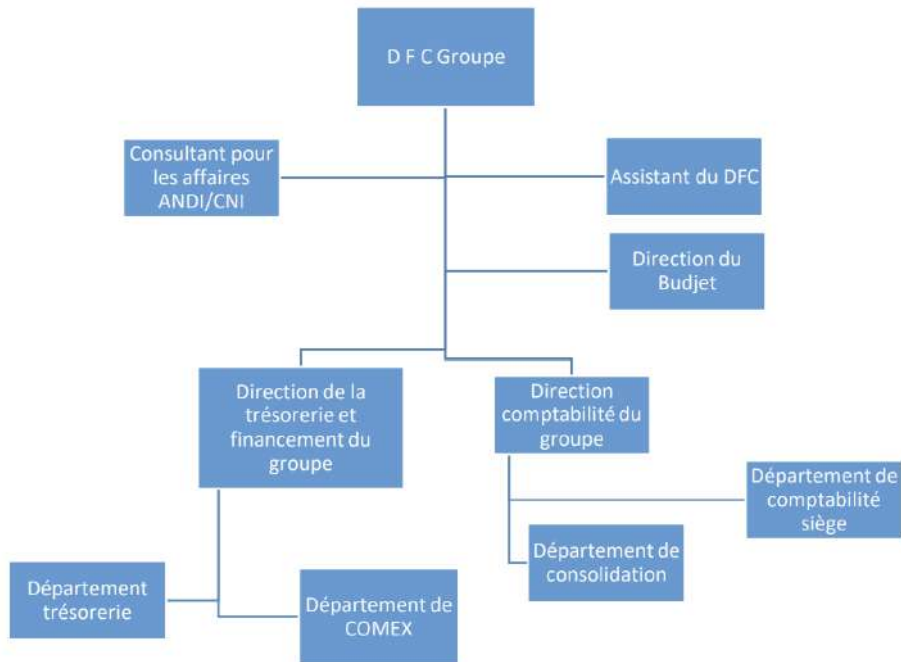 D F C Groupe
Consultant pour
les affaires
ANDI/CNI
Assistant du DFC
Direction du
Budjet
Direction de la
trésorerie et
financement du
groupe
Direction
comptabilité du
groupe
Département de
comptabilité
siège
Département de
consolidation
Département
trésorerie
Département de
COMEX